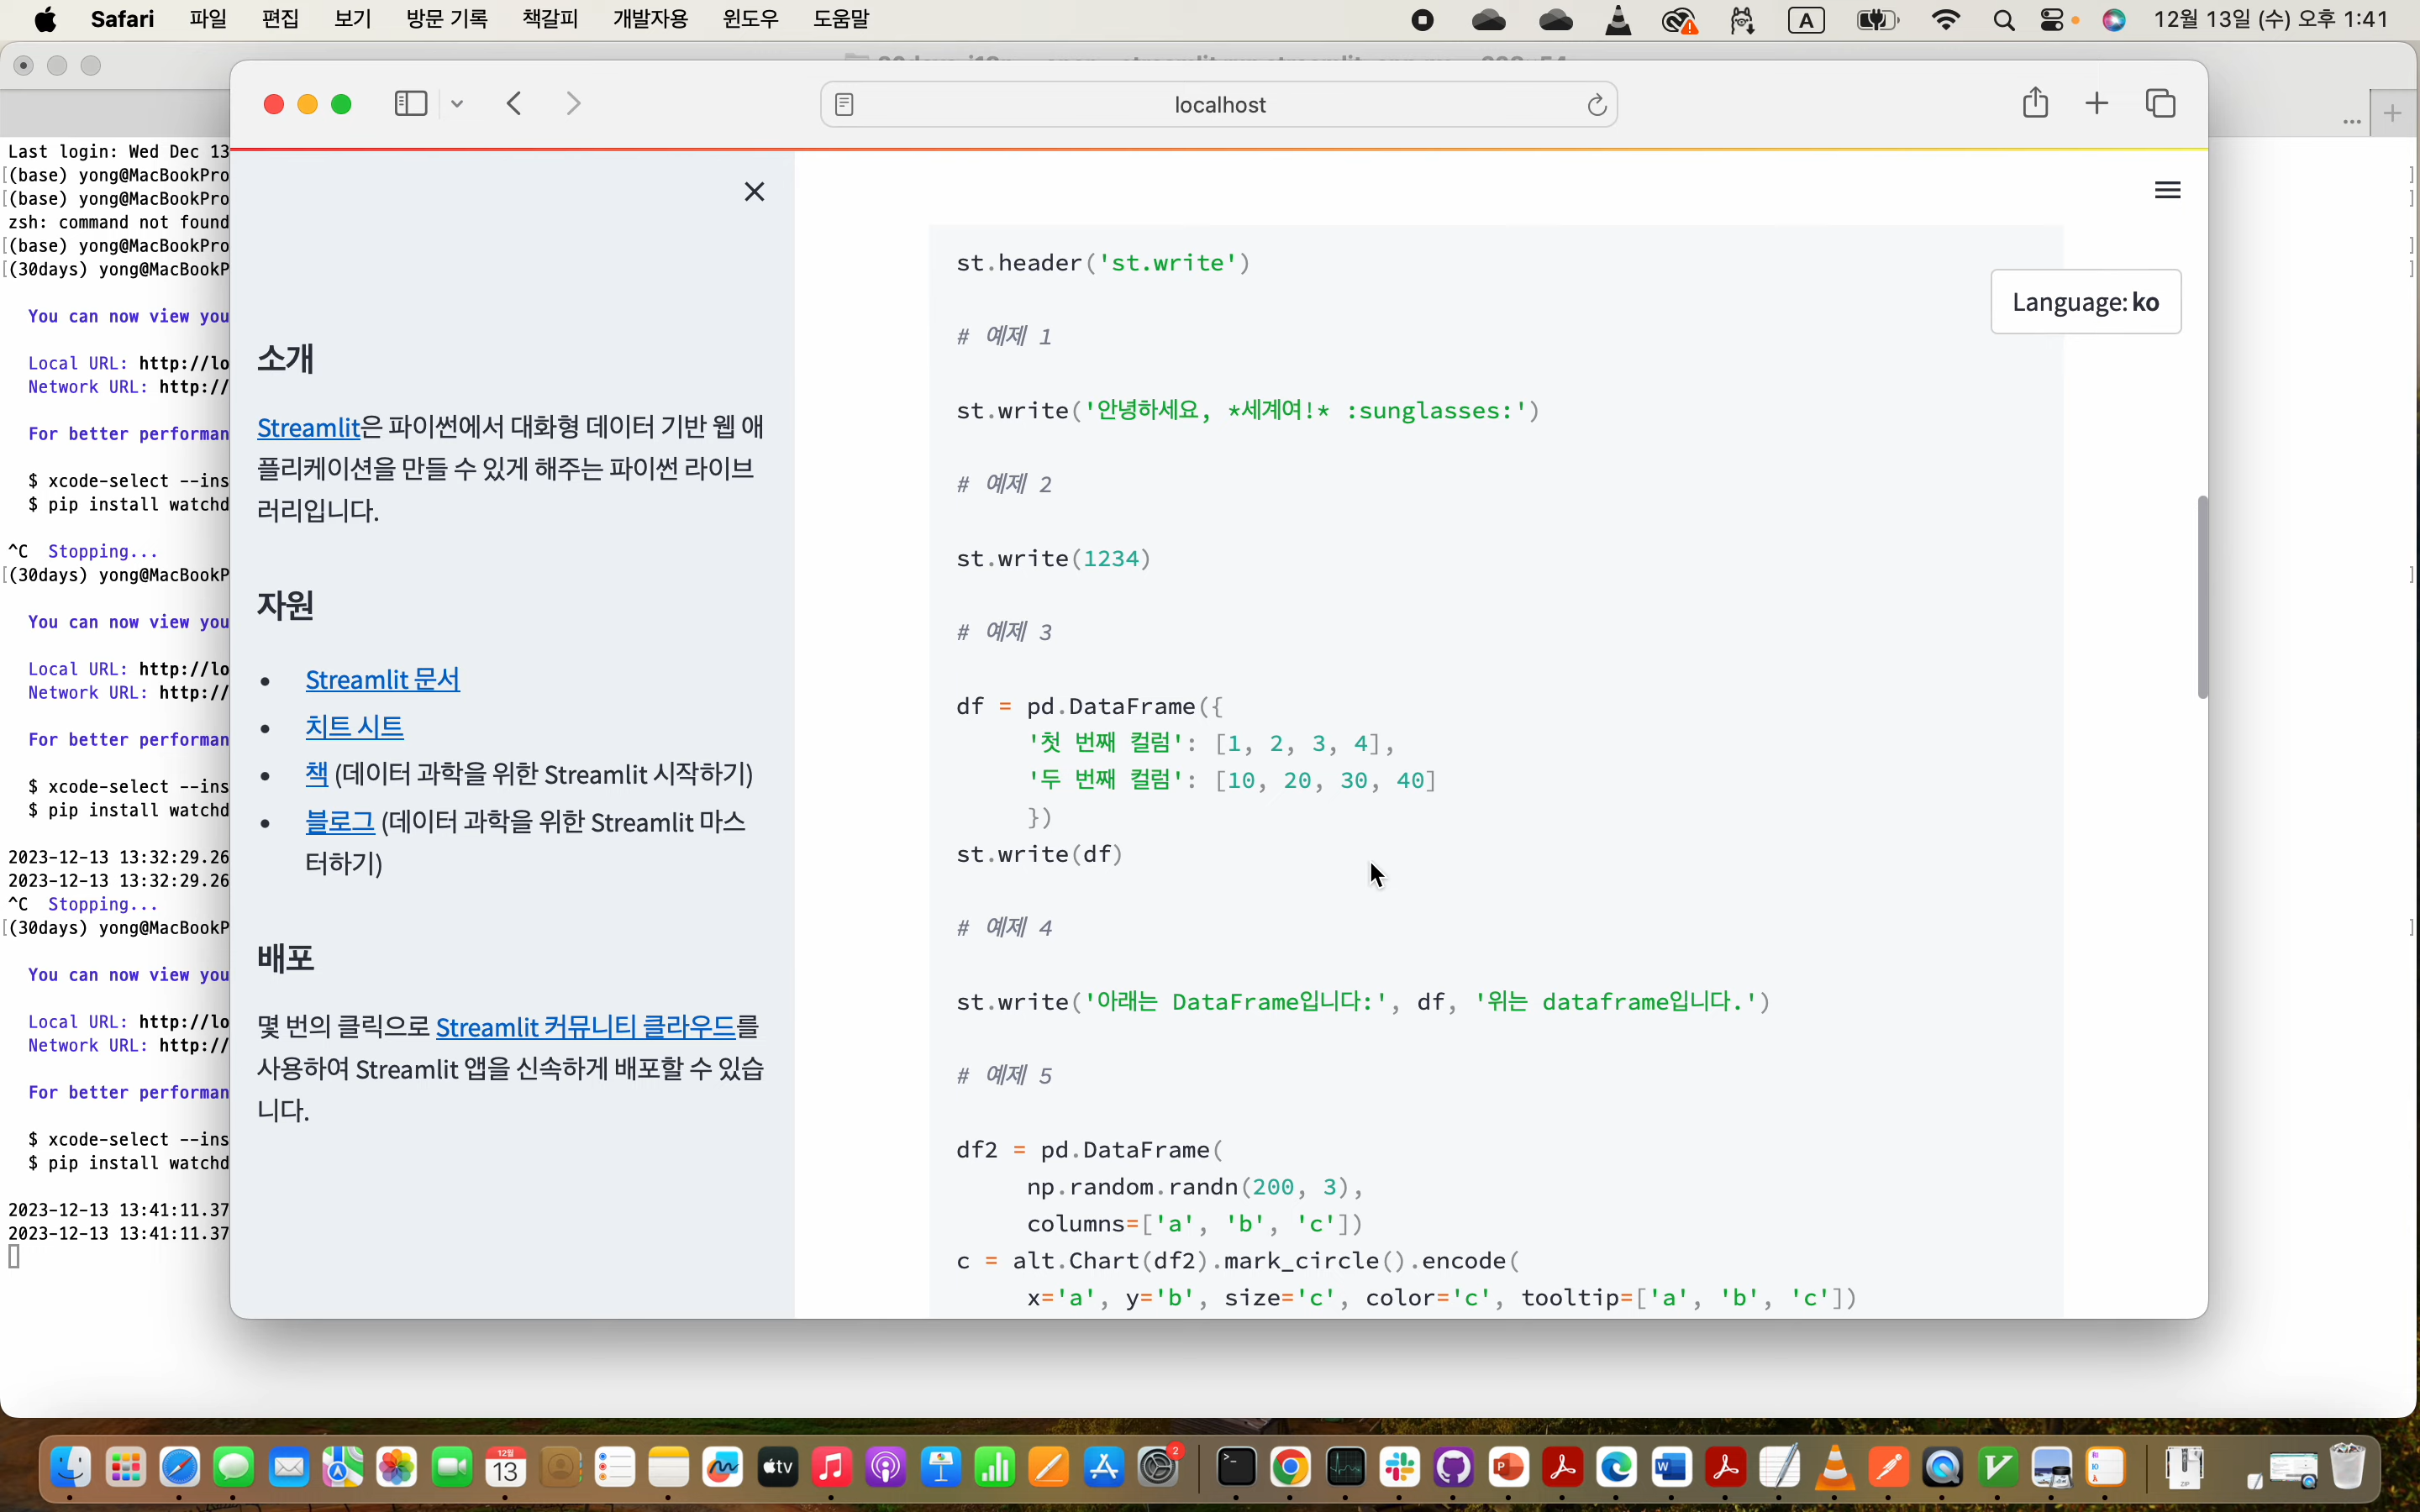 Safari 파일 편집 보기 방문 기록 책갈피 개발자용 윈도우 도움말 A 12월 13일 (수) 오후 1:41
localhost
Last login: Wed Dec 13
(base) yong@MacBookPro
(base) yong@MacBookPro
zsh: command not found
(base) yong@MacBookPro
(30days) yong@MacBookP
You can now view you
Local URL: http://lo
Network URL: http://
For better performan
$ xcode-select --ins
$ pip install watchd
^C Stopping...
(30days) yong@MacBookP
You can now view you
Local URL: http://lo
Network URL: http://
For better performan
$ xcode-select --ins
$ pip install watchd
2023-12-13 13:32:29.26
2023-12-13 13:32:29.26
^C Stopping...
(30days) yong@MacBookP
You can now view you
Local URL: http://lo
Network URL: http://
For better performan
$ xcode-select --ins
$ pip install watchd
2023-12-13 13:41:11.37
2023-12-13 13:41:11.37
소개
Streamlit은 파이썬에서 대화형 데이터 기반 웹 애
플리케이션을 만들 수 있게 해주는 파이썬 라이브
러리입니다.
자원
• Streamlit 문서
• 치트 시트
• 책 (데이터 과학을 위한 Streamlit 시작하기)
• 블로그 (데이터 과학을 위한 Streamlit 마스
터하기)
배포
몇 번의 클릭으로 Streamlit 커뮤니티 클라우드를
사용하여 Streamlit 앱을 신속하게 배포할 수 있습
니다.
Language: ko
st.header('st.write')
# 예제 1
st.write('안녕하세요, *세계여!* :sunglasses:')
# 예제 2
st.write(1234)
# 예제 3
df = pd.DataFrame({
'첫 번째 컬럼': [1, 2, 3, 4],
'두 번째 컬럼': [10, 20, 30, 40]
})
st.write(df)
# 예제 4
st.write('아래는 DataFrame입니다:', df, '위는 dataframe입니다.')
# 예제 5
df2 = pd.DataFrame(
np.random.randn(200, 3),
columns=['a', 'b', 'c'])
c = alt.Chart(df2).mark_circle().encode(
x='a', y='b', size='c', color='c', tooltip=['a', 'b', 'c'])
12월
13
tv
2